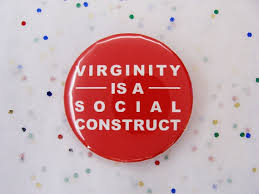 VIRGINITY
IS A
SOCIAL
CONSTRUCT